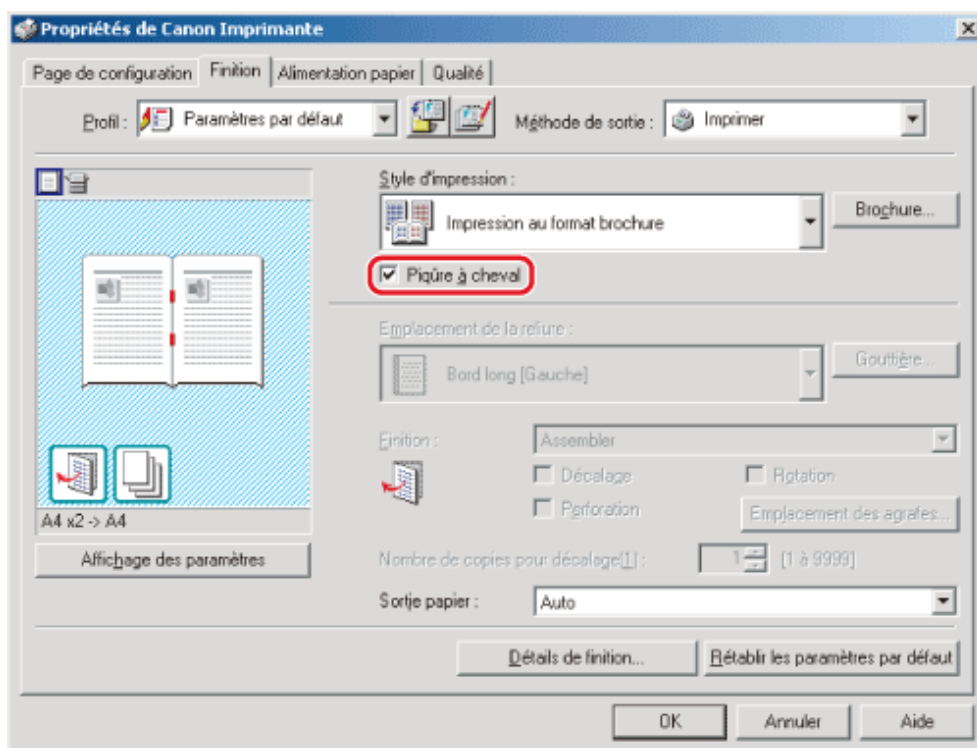 Propriétés de Canon Imprimante
Page de configuration Finition Alimentation papier Qualité
Profil : Paramètres par défaut Méthode de sortie : Imprimer
Style d'impression :
Impression au format brochure Brochure...
Piqûre à cheval
Emplacement de la reliure :
Bord long [Gauche] Gouttière...
Finition : Assembler
Décalage Rotation
Perforation Emplacement des agrafes...
A4 x2 -> A4
Affichage des paramètres Nombre de copies pour décalage[1] : 1 [1 à 9999]
Sortie papier : Auto
Détails de finition... Rétablir les paramètres par défaut
OK Annuler Aide